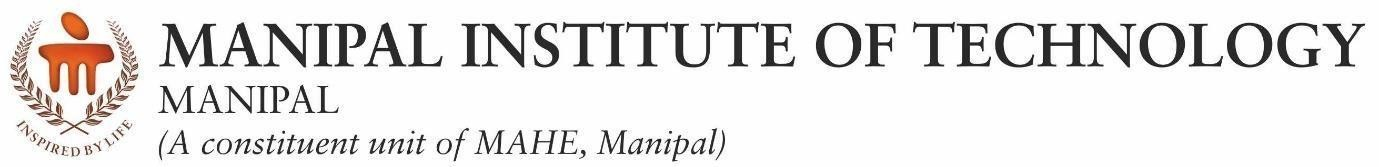 MANIPAL INSTITUTE OF TECHNOLOGY
MANIPAL
(A constituent unit of MAHE, Manipal)
INSPIRED BY LIFE